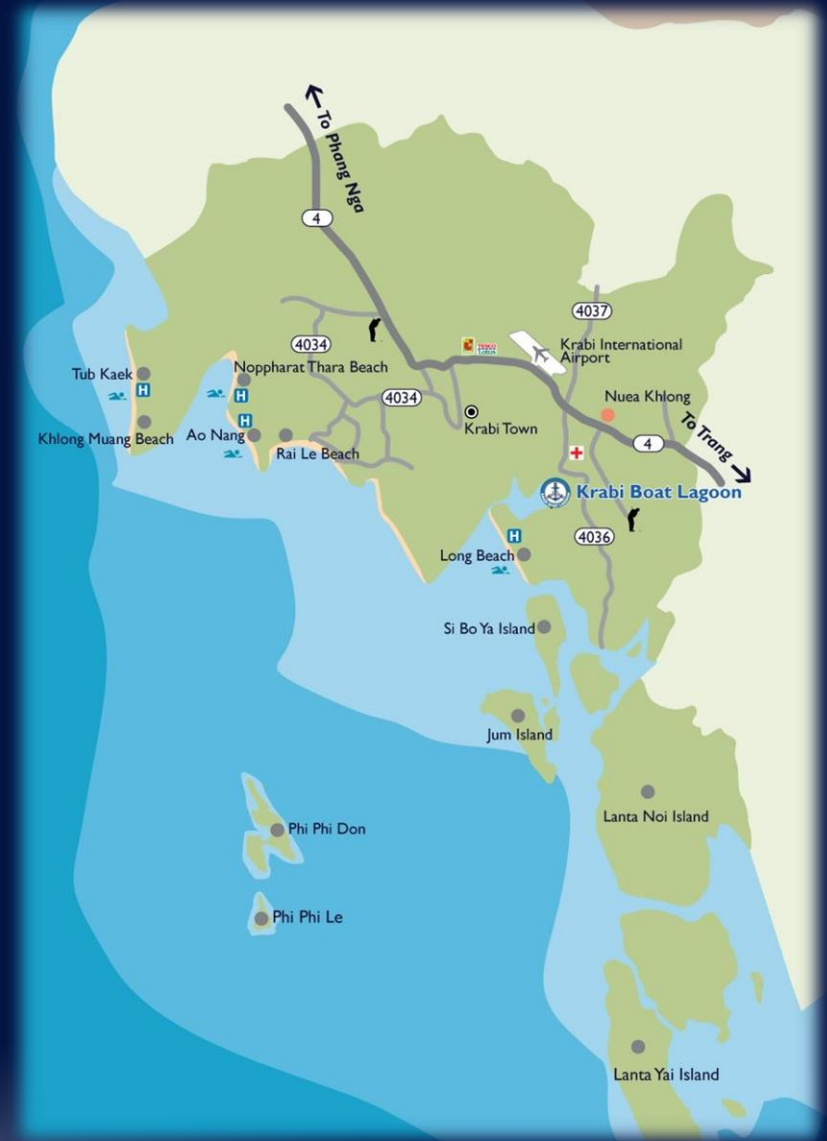 To Phang Nga
4
4037
4034
TESCO
Lotus
Krabi International
Airport
Noppharat Thara Beach
Tub Kaek
H
H
4034
Nuea Khlong
Krabi Town
To Trang
Khlong Muang Beach
H
Ao Nang
Rai Le Beach
4
Krabi Boat Lagoon
H
4036
Long Beach
Si Bo Ya Island
Jum Island
Lanta Noi Island
Phi Phi Don
Phi Phi Le
Lanta Yai Island